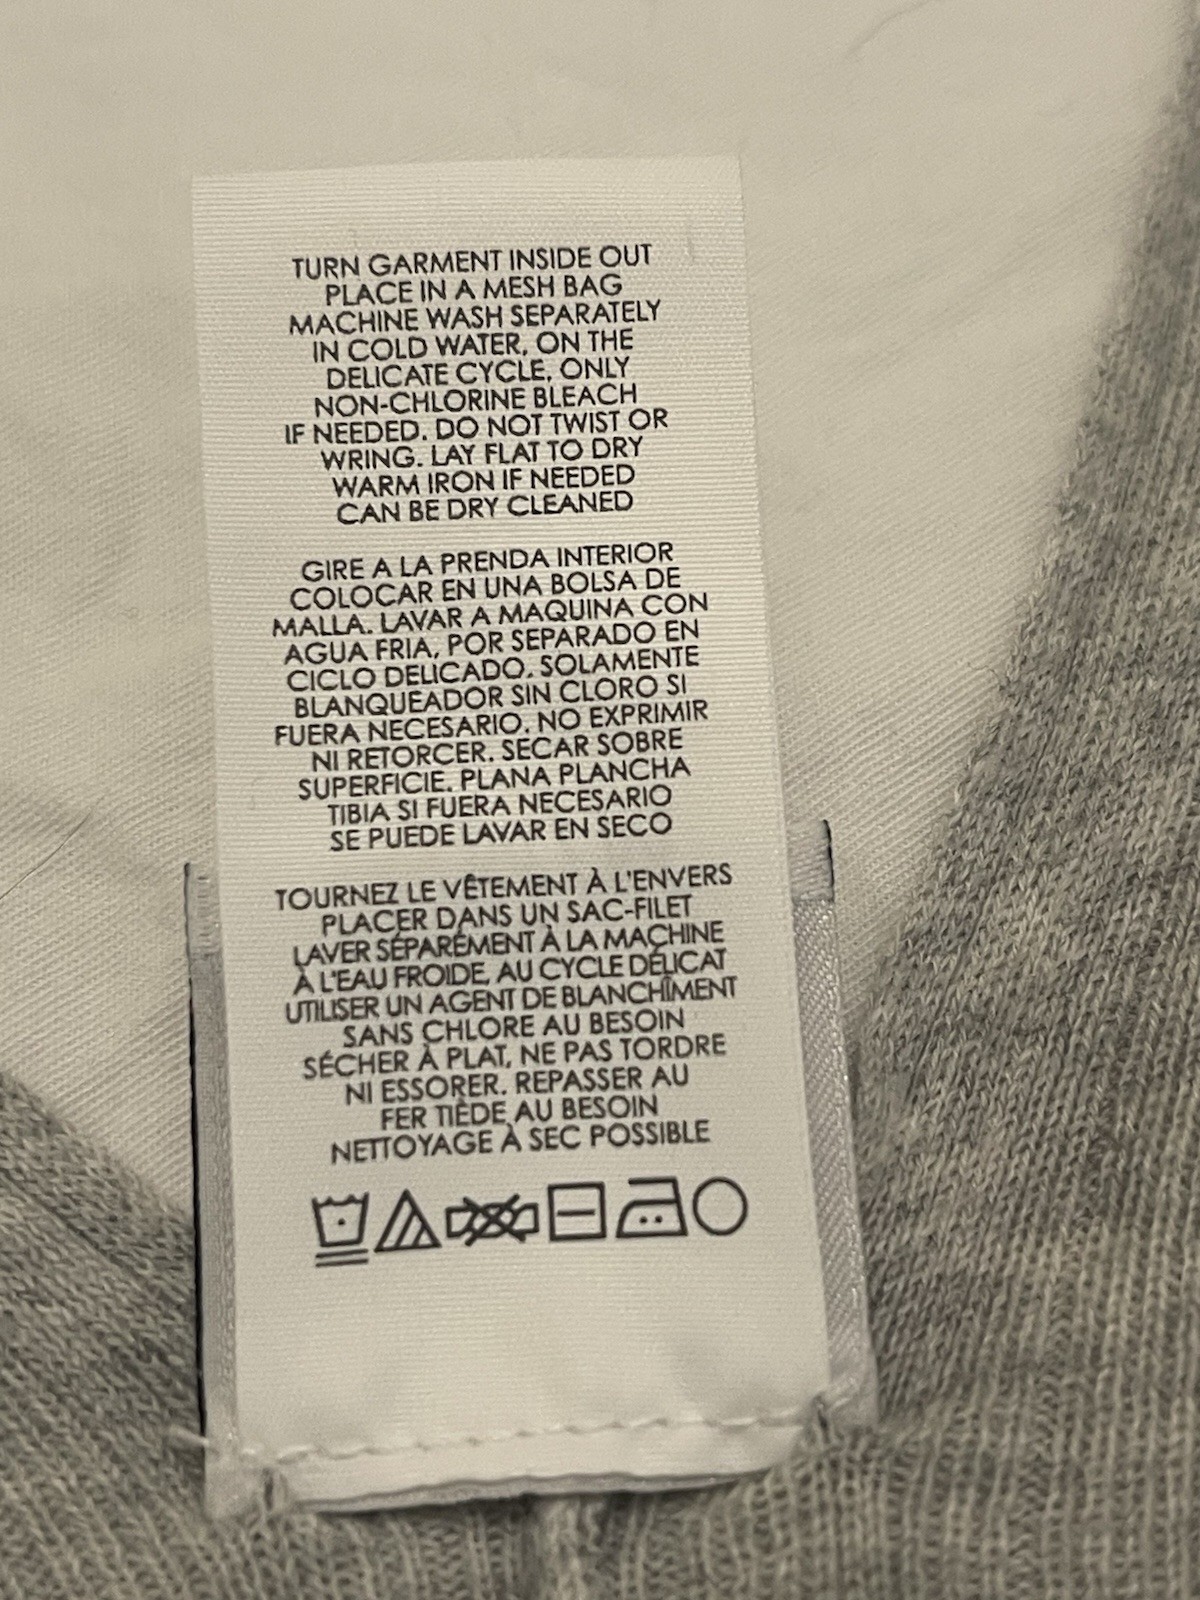 TURN GARMENT INSIDE OUT
PLACE IN A MESH BAG
MACHINE WASH SEPARATELY
IN COLD WATER, ON THE
DELICATE CYCLE, ONLY
NON-CHLORINE BLEACH
IF NEEDED. DO NOT TWIST OR
WRING. LAY FLAT TO DRY
WARM IRON IF NEEDED
CAN BE DRY CLEANED
GIRE A LA PRENDA INTERIOR
COLOCAR EN UNA BOLSA DE
MALLA. LAVAR A MAQUINA CON
AGUA FRIA, POR SEPARADO EN
CICLO DELICADO. SOLAMENTE
BLANQUEADOR SIN CLORO SI
FUERA NECESARIO. NO EXPRIMIR
NI RETORCER. SECAR SOBRE
SUPERFICIE. PLANA PLANCHA
TIBIA SI FUERA NECESARIO
SE PUEDE LAVAR EN SECO
TOURNEZ LE VÊTEMENT À L'ENVERS
PLACER DANS UN SAC-FILET
LAVER SÉPARÉMENT À LA MACHINE
À L'EAU FROIDE, AU CYCLE DÉLICAT
UTILISER UN AGENT DE BLANCHÎMENT
SANS CHLORE AU BESOIN
SÉCHER À PLAT, NE PAS TORDRE
NI ESSORER. REPASSER AU
FER TIÈDE AU BESOIN
NETTOYAGE À SEC POSSIBLE